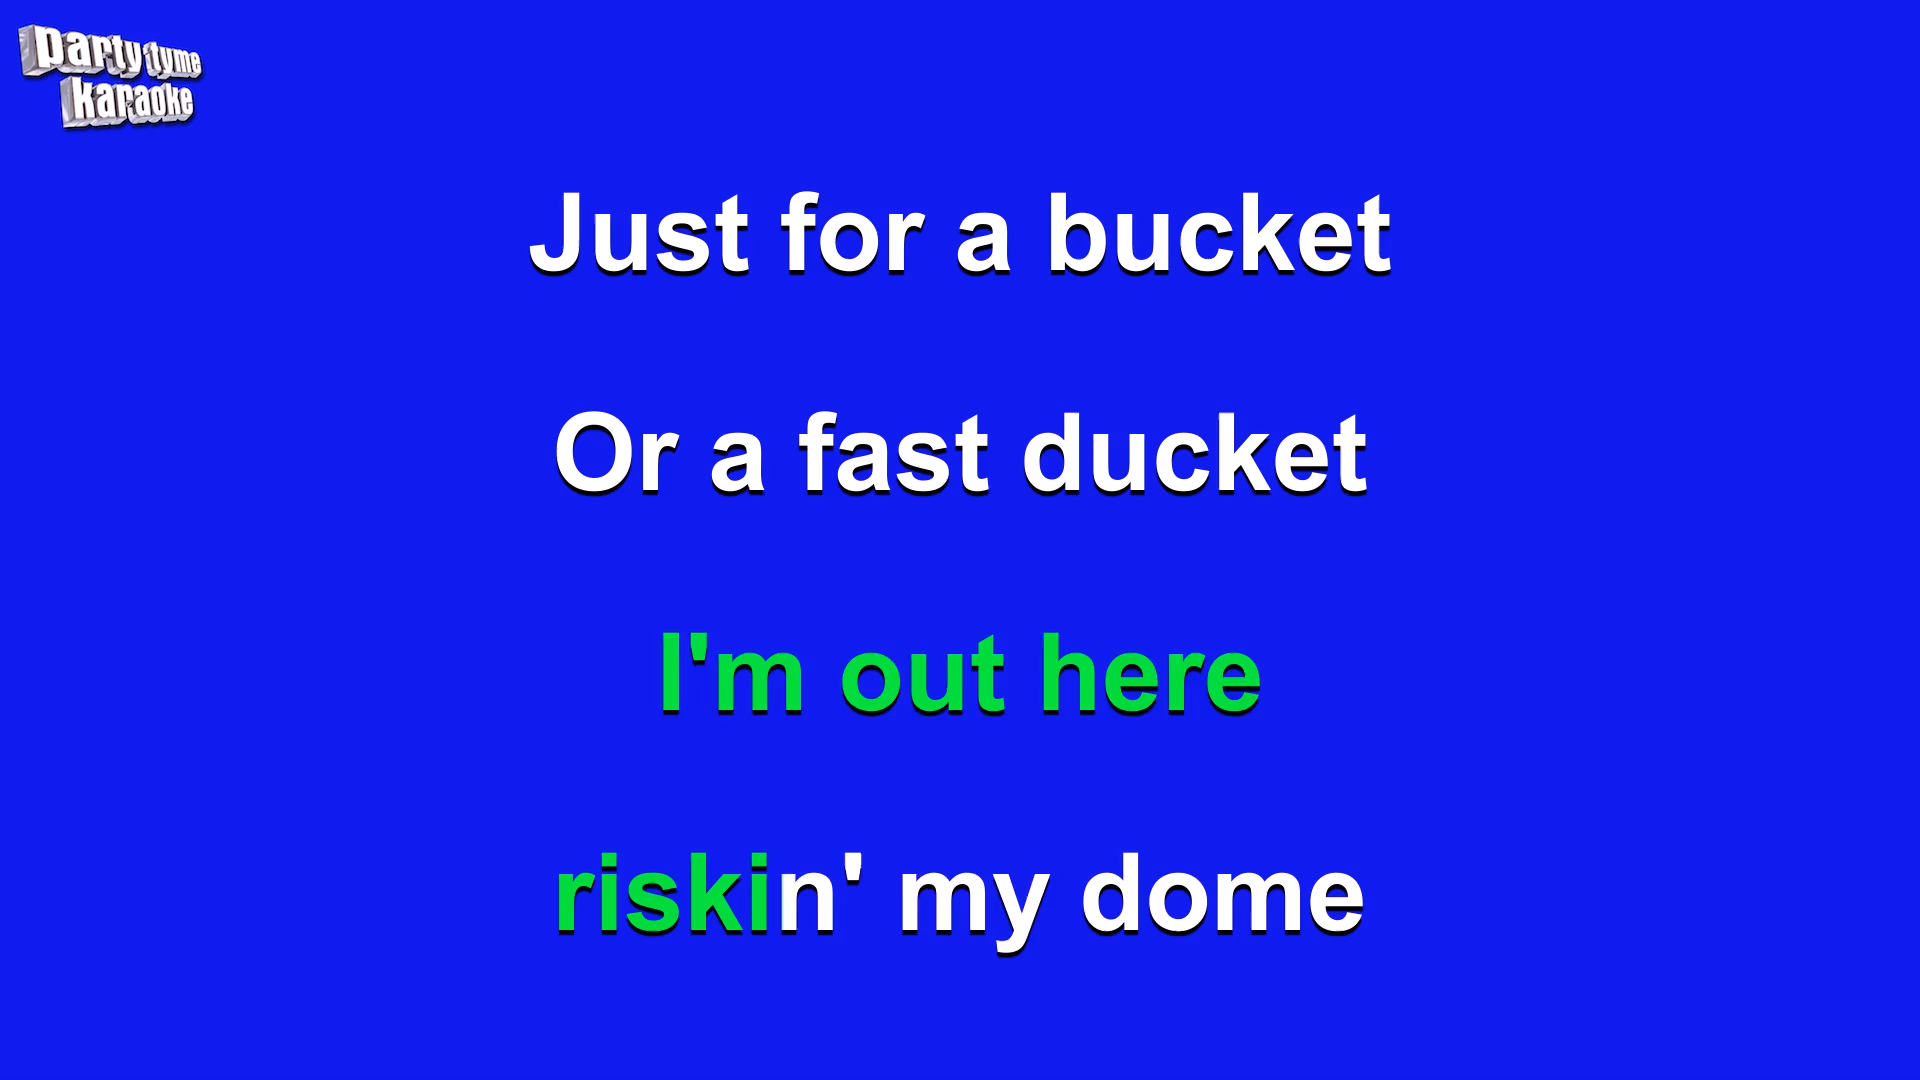 party tyme
karaoke
Just for a bucket
Or a fast ducket
I'm out here
riskin' my dome